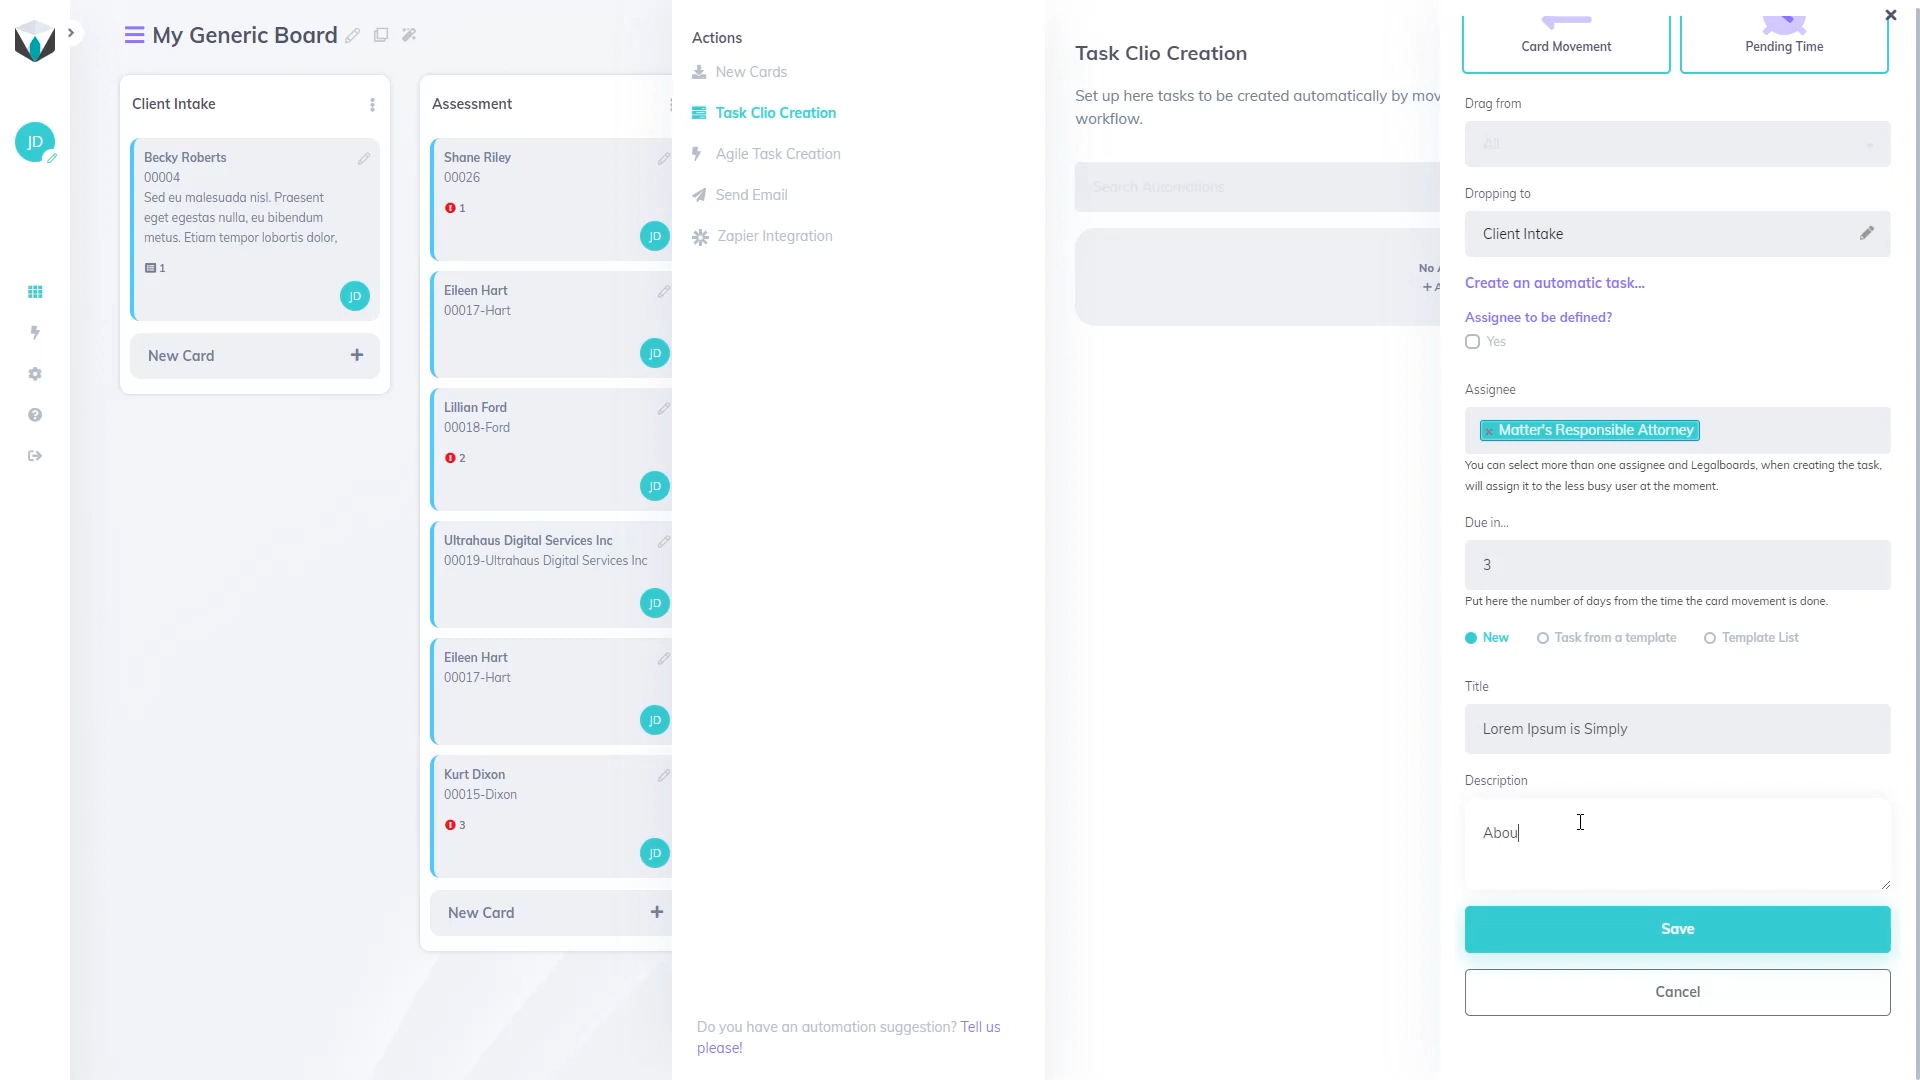 My Generic Board
JD
Client Intake
Becky Roberts
00004
Sed eu malesuada nisl. Praesent
eget egestas nulla, eu bibendum
metus. Etiam tempor lobortis dolor,
1
JD
New Card
Assessment
Shane Riley
00026
1
JD
Eileen Hart
00017-Hart
JD
Lillian Ford
00018-Ford
2
JD
Ultrahaus Digital Services Inc
00019-Ultrahaus Digital Services Inc
JD
Eileen Hart
00017-Hart
JD
Kurt Dixon
00015-Dixon
3
JD
New Card
Actions
New Cards
Task Clio Creation
Agile Task Creation
Send Email
Zapier Integration
Do you have an automation suggestion? Tell us
please!
Task Clio Creation
Set up here tasks to be created automatically by mov
workflow.
Search Automations
No A
+ A
Card Movement
Pending Time
Drag from
All
Dropping to
Client Intake
Create an automatic task...
Assignee to be defined?
Yes
Assignee
× Matter's Responsible Attorney
You can select more than one assignee and Legalboards, when creating the task,
will assign it to the less busy user at the moment.
Due in...
3
Put here the number of days from the time the card movement is done.
New Task from a template Template List
Title
Lorem Ipsum is Simply
Description
Abou
Save
Cancel